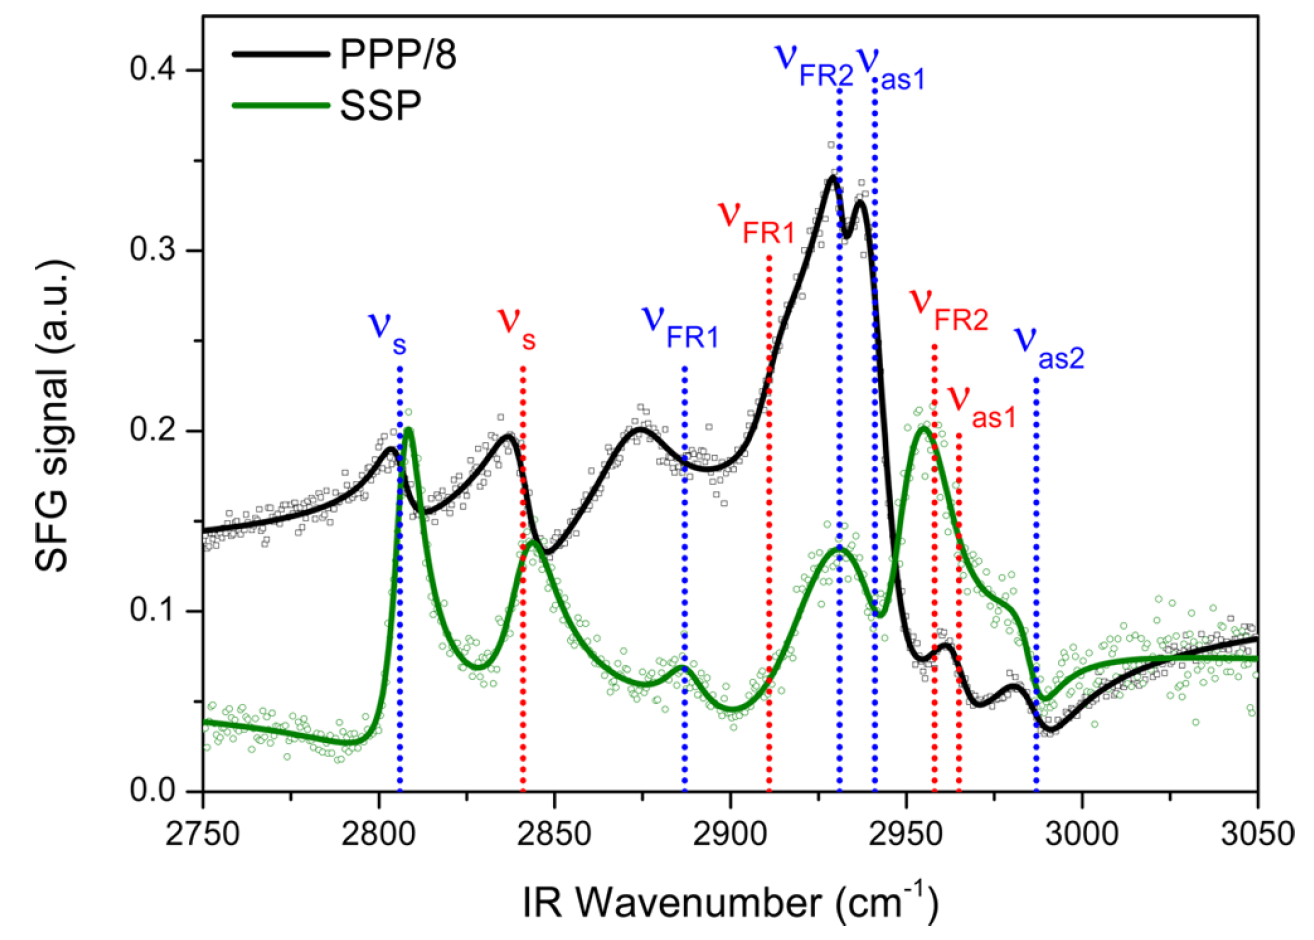 PPP/8
SSP
νFR2 νas1
νFR1
νFR2
νs
νs
νFR1
νas2
νas1
0.4
0.3
0.2
0.1
0.0
SFG signal (a.u.)
2750 2800 2850 2900 2950 3000 3050
IR Wavenumber (cm-1)